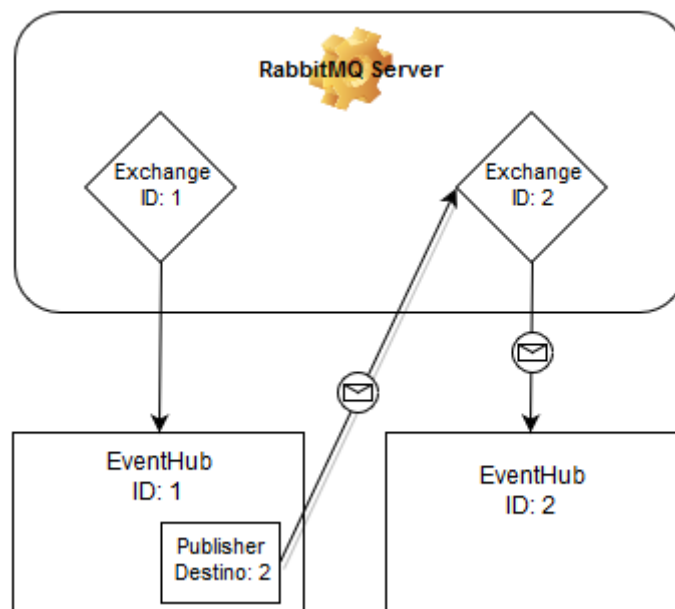 RabbitMQ Server
Exchange
ID: 1
Exchange
ID: 2
EventHub
ID: 1
Publisher
Destino: 2
EventHub
ID: 2